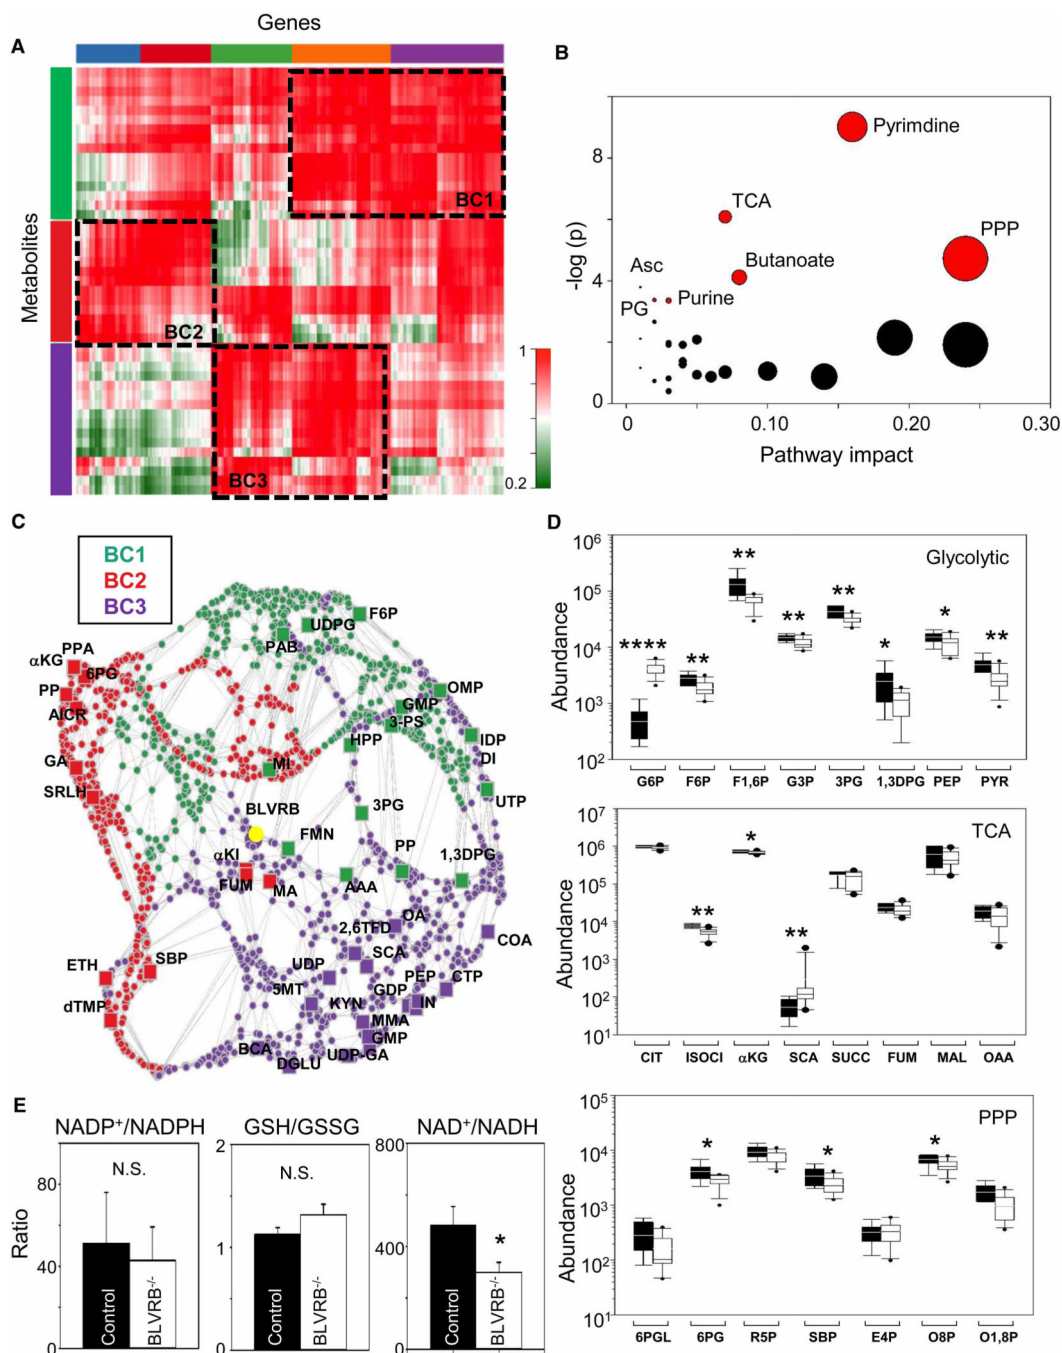 A
Genes
Metabolites
BC1
BC2
BC3
1
0.2
B
-log (p)
8
-4
0
Pyrimdine
TCA
PPP
Butanoate
Asc
Purine
PG
0
0.10
0.20
0.30
Pathway impact
C
BC1
BC2
BC3
F6P
UDPG
PAB
PPA
αKG
6PG
PP
AICR
GA
SRLH
OMP
GMP
3-PS
IDP
HPP
DI
MI
UTP
BLVRB
3PG
FMN
αKI
PP
1,3DPG
FUM
MA
AAA
OA
2,6TFD
COA
SBP
SCA
ETH
UDP
PEP
CTP
5MT
GDP
dTMP
KYN
IN
MMA
GMP
BCA
UDP-GA
DGLU
D
Glycolytic
Abundance
10⁶
10⁵
10⁴
10³
10²
****
**
**
**
**
*
*
**
G6P F6P F1,6P G3P 3PG 1,3DPG PEP PYR
TCA
Abundance
10⁷
10⁶
10⁵
10⁴
10³
10²
10¹
**
*
**
CIT ISOCI αKG SCA SUCC FUM MAL OAA
PPP
Abundance
10⁵
10⁴
10³
10²
10¹
*
*
*
6PGL 6PG R5P SBP E4P O8P O1,8P
E
NADP⁺/NADPH
N.S.
Ratio
80
40
0
Control
BLVRB⁻/⁻
GSH/GSSG
N.S.
2
1
0
Control
BLVRB⁻/⁻
NAD⁺/NADH
800
400
0
*
Control
BLVRB⁻/⁻